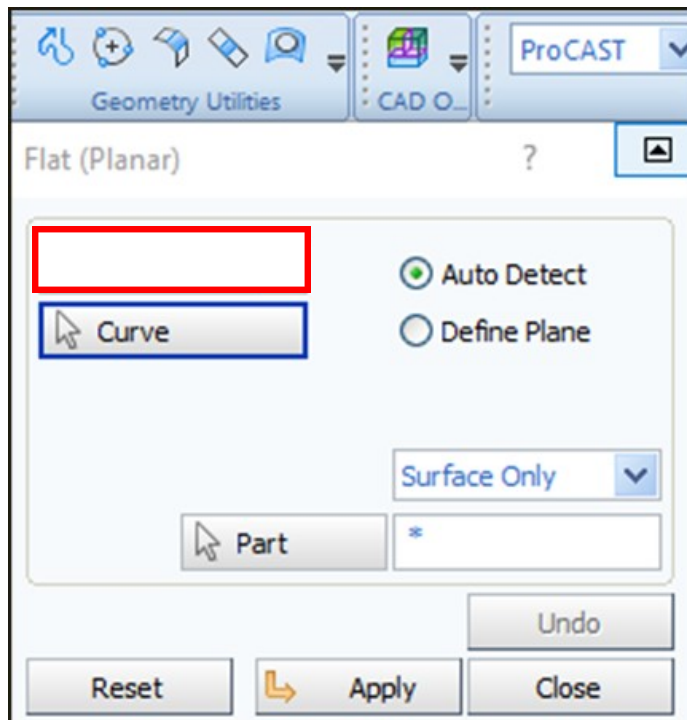 ProCAST
Geometry Utilities
CAD O...
Flat (Planar)
?
Auto Detect
Curve
Define Plane
Surface Only
Part
*
Undo
Reset
Apply
Close